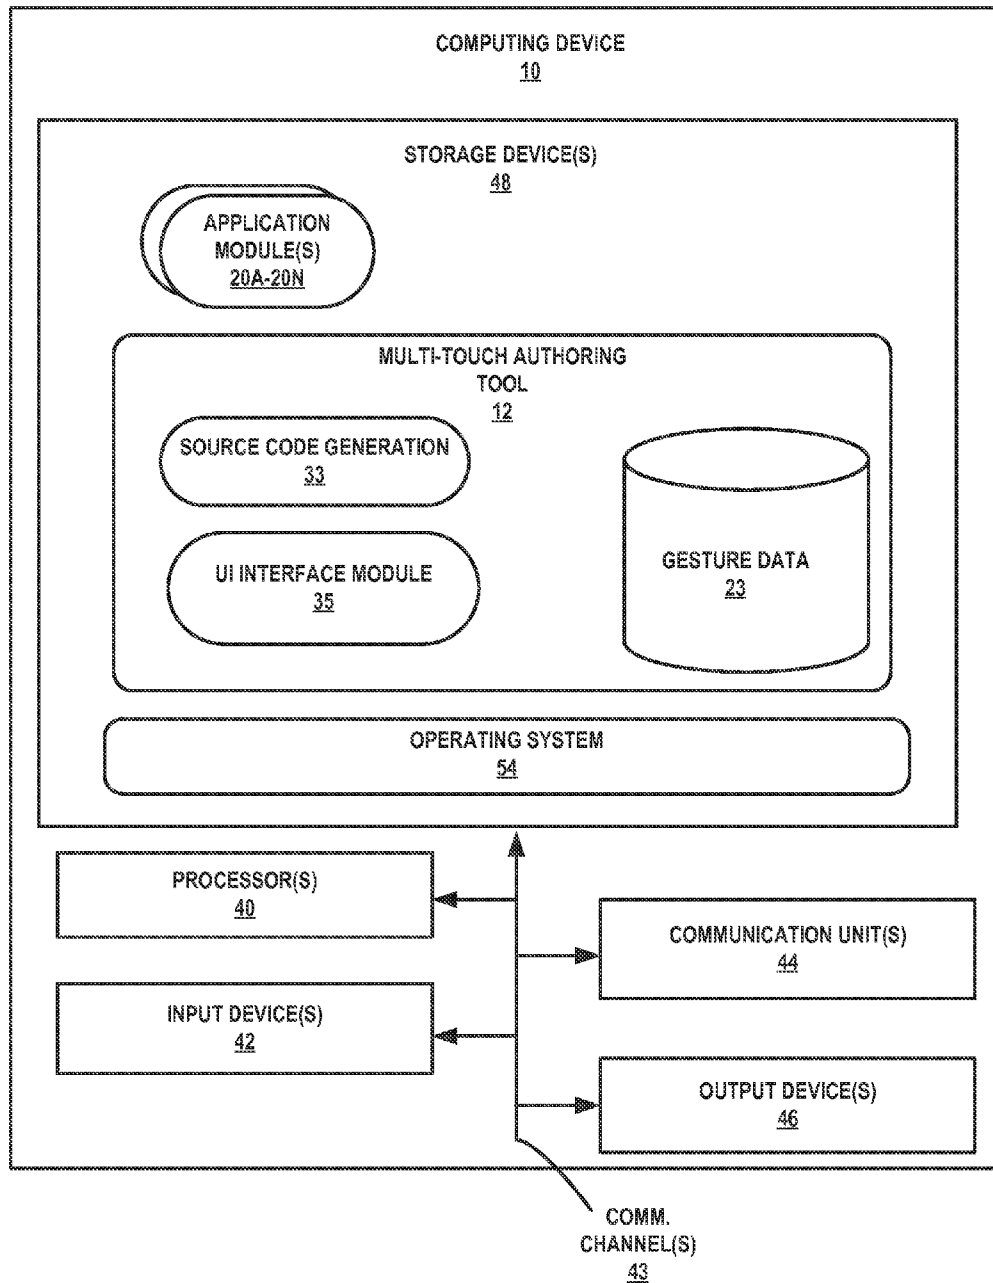 COMPUTING DEVICE
10
STORAGE DEVICE(S)
48
APPLICATION
MODULE(S)
20A-20N
MULTI-TOUCH AUTHORING
TOOL
12
SOURCE CODE GENERATION
33
UI INTERFACE MODULE
35
GESTURE DATA
23
OPERATING SYSTEM
54
PROCESSOR(S)
40
COMMUNICATION UNIT(S)
44
INPUT DEVICE(S)
42
OUTPUT DEVICE(S)
46
COMM.
CHANNEL(S)
43